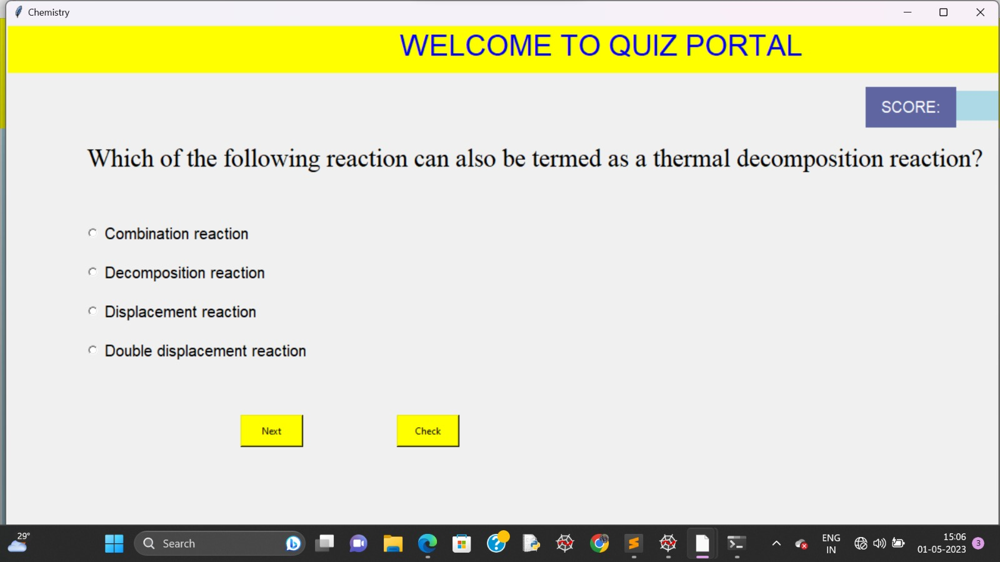 Chemistry
WELCOME TO QUIZ PORTAL
SCORE:
Which of the following reaction can also be termed as a thermal decomposition reaction?
Combination reaction
Decomposition reaction
Displacement reaction
Double displacement reaction
Next
Check
29°
Search
ENG
IN
15:06
01-05-2023
3